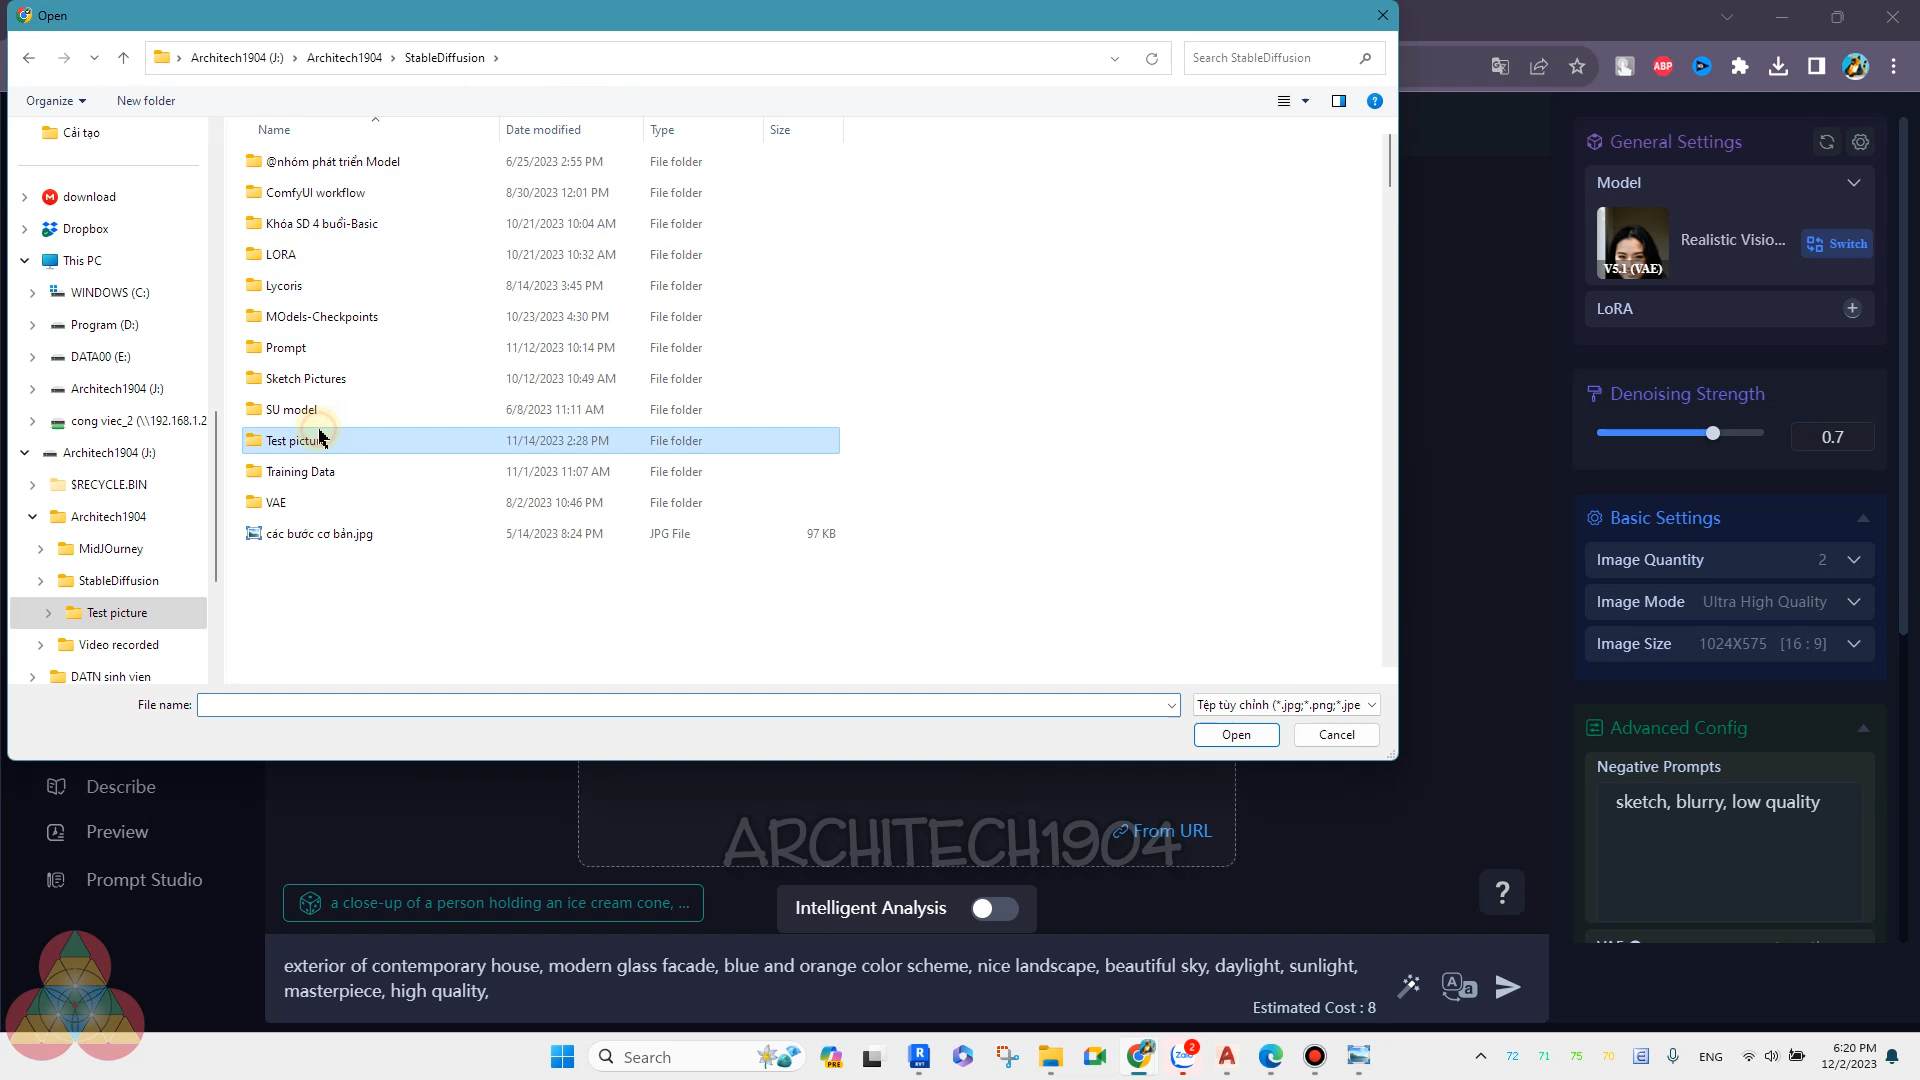 Open
Architech1904 (J:) › Architech1904 › StableDiffusion ›
Search StableDiffusion
ABP
Organize
New folder
Name
Date modified
Type
Size
Cải tạo
download
Dropbox
This PC
WINDOWS (C:)
Program (D:)
DATA00 (E:)
Architech1904 (J:)
cong viec_2 (\\192.168.1.2
Architech1904 (J:)
$RECYCLE.BIN
Architech1904
MidJOurney
StableDiffusion
Test picture
Video recorded
DATN sinh vien
@nhóm phát triển Model 6/25/2023 2:55 PM File folder
ComfyUI workflow 8/30/2023 12:01 PM File folder
Khóa SD 4 buổi-Basic 10/21/2023 10:04 AM File folder
LORA 10/21/2023 10:32 AM File folder
Lycoris 8/14/2023 3:45 PM File folder
MOdels-Checkpoints 10/23/2023 4:30 PM File folder
Prompt 11/12/2023 10:14 PM File folder
Sketch Pictures 10/12/2023 10:49 AM File folder
SU model 6/8/2023 11:11 AM File folder
Test picture 11/14/2023 2:28 PM File folder
Training Data 11/1/2023 11:07 AM File folder
VAE 8/2/2023 10:46 PM File folder
các bước cơ bản.jpg 5/14/2023 8:24 PM JPG File 97 KB
File name:
Tệp tùy chỉnh (*.jpg;*.png;*.jpe
Open
Cancel
General Settings
Model
V5.1 (VAE)
Realistic Visio...
Switch
LoRA
Denoising Strength
0.7
Basic Settings
Image Quantity 2
Image Mode Ultra High Quality
Image Size 1024X575 [16 : 9]
Advanced Config
Negative Prompts
sketch, blurry, low quality
Describe
Preview
Prompt Studio
ARCHITECH1904
From URL
a close-up of a person holding an ice cream cone, ...
Intelligent Analysis
?
exterior of contemporary house, modern glass facade, blue and orange color scheme, nice landscape, beautiful sky, daylight, sunlight,
masterpiece, high quality,
Estimated Cost : 8
Search
PRE
Zalo
2
72
71
75
70
ENG
6:20 PM
12/2/2023